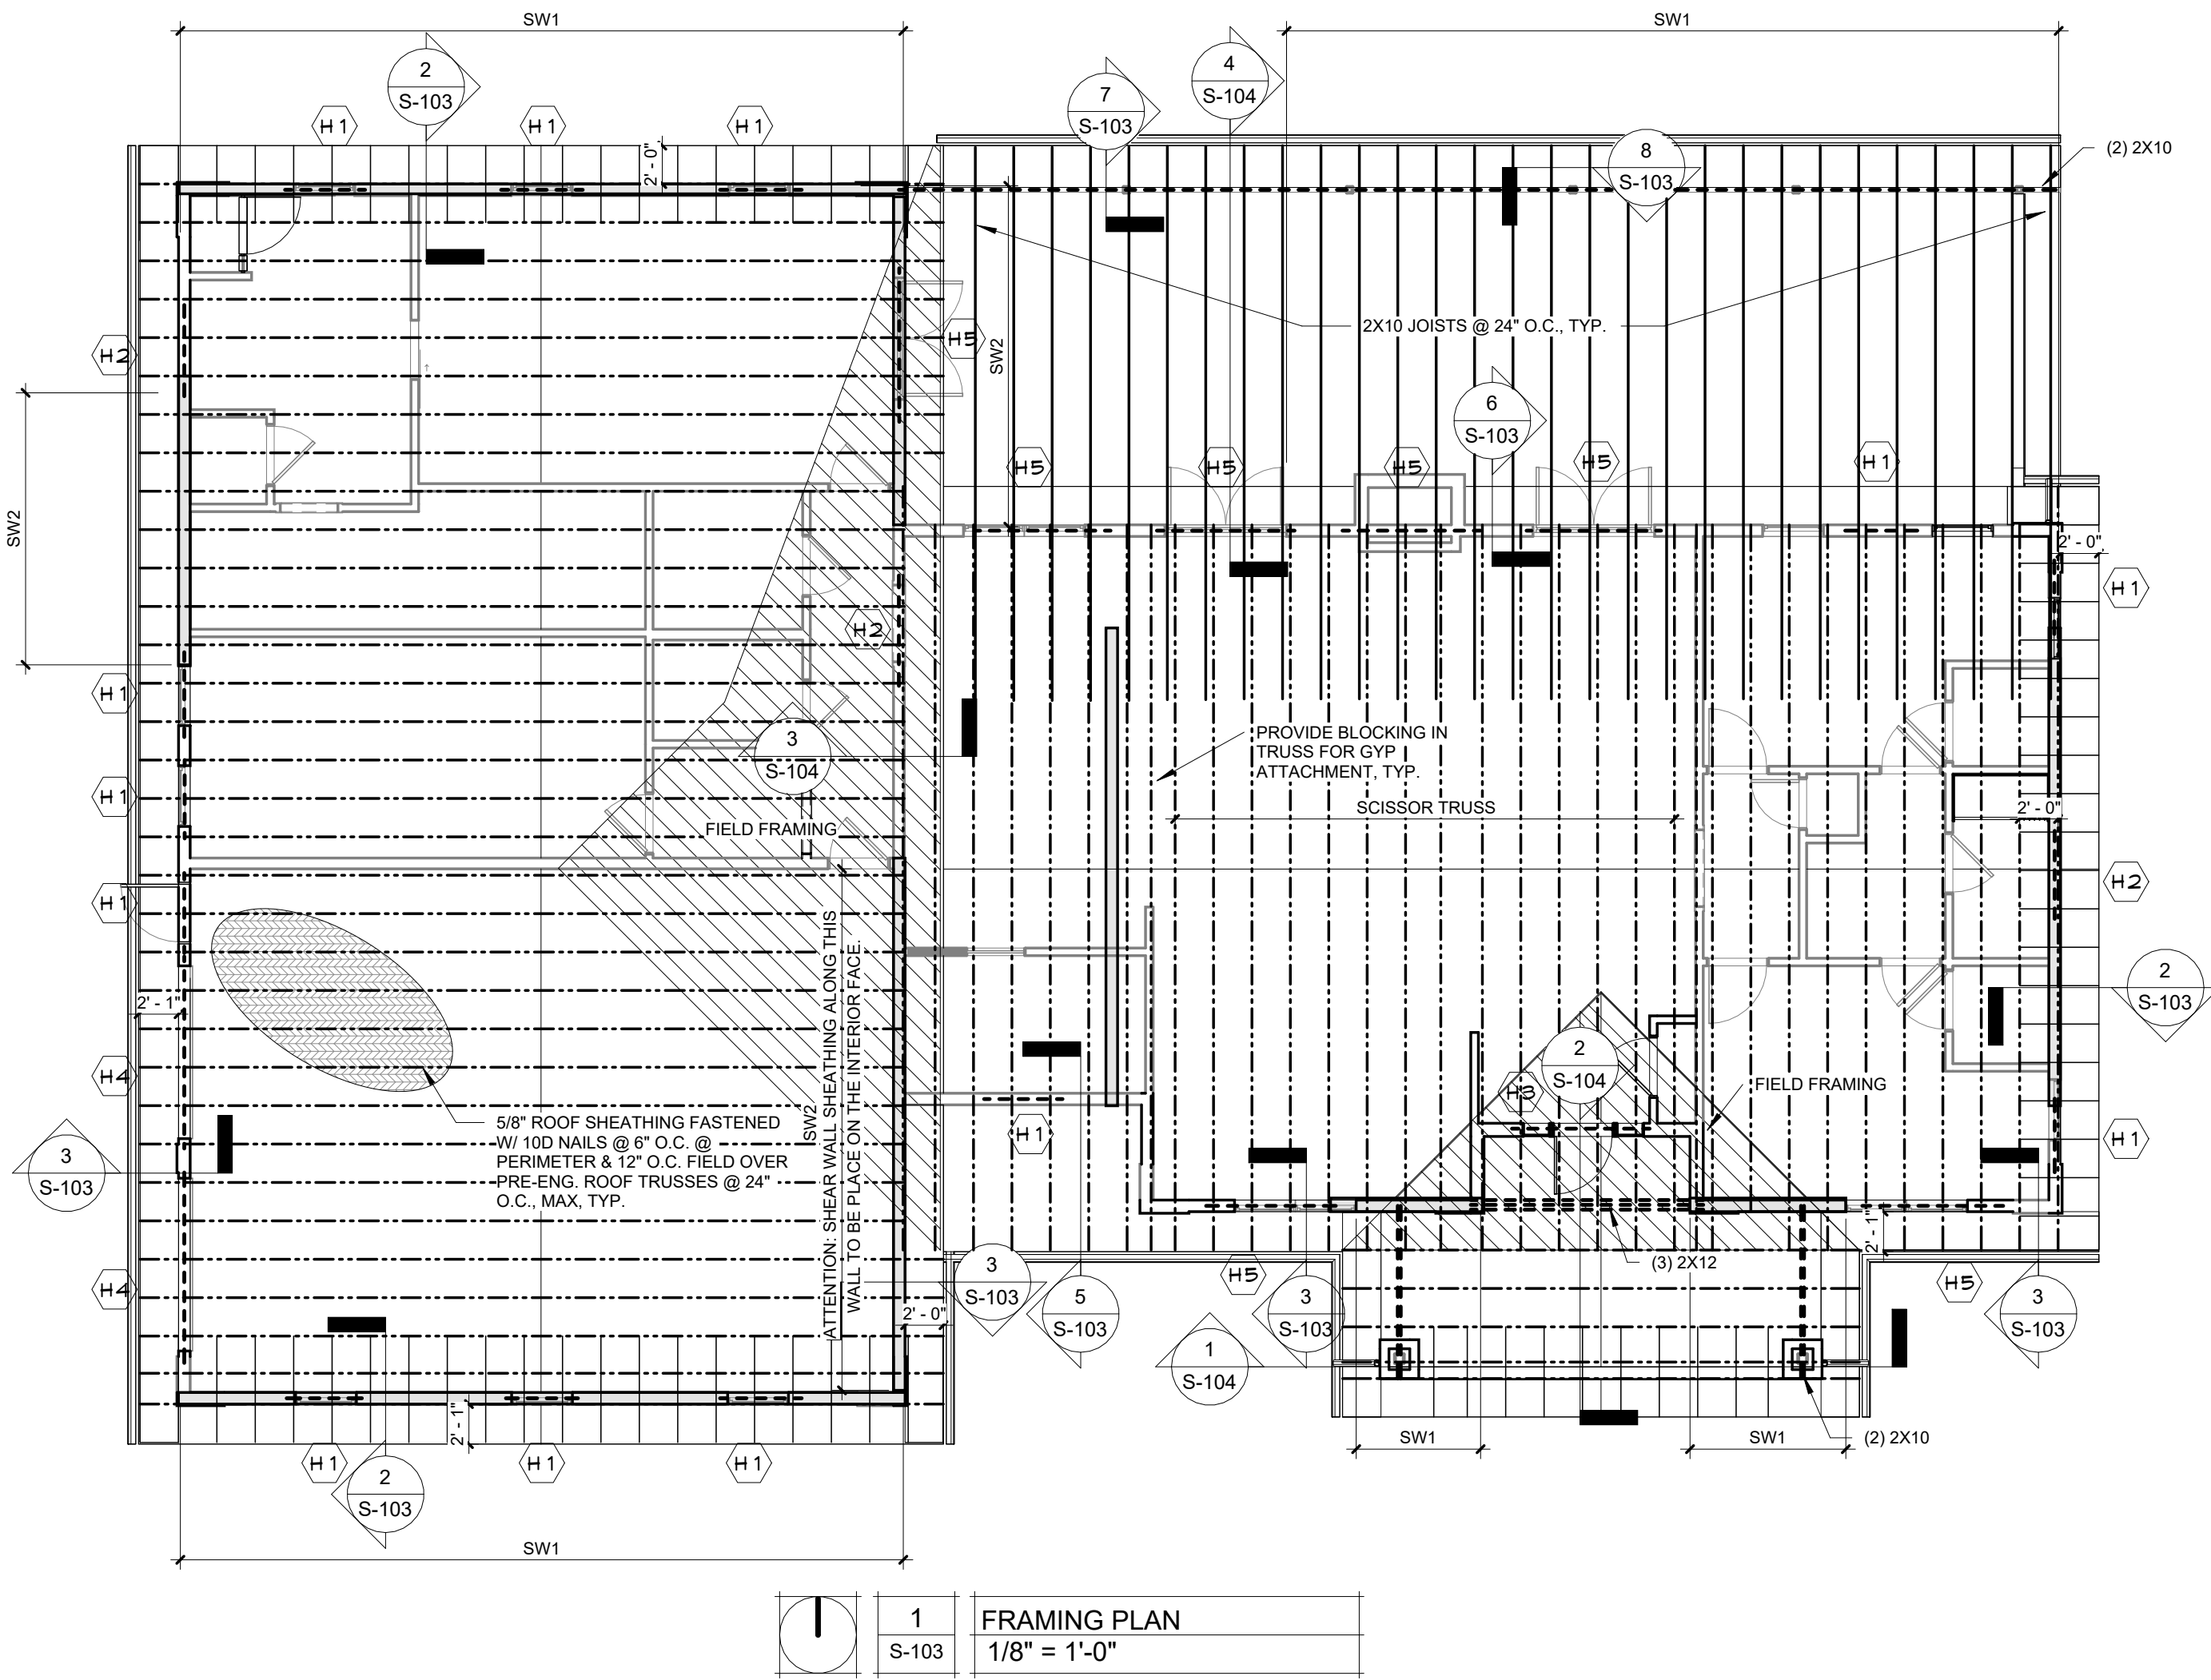 SW1
SW1
2
S-103
4
S-104
7
S-103
H1
H1
H1
8
S-103
(2) 2X10
2' - 0"
2X10 JOISTS @ 24" O.C., TYP.
H5
SW2
H2
6
S-103
H5
H5
H5
H5
H1
SW2
2' - 0"
H1
H2
H1
3
S-104
PROVIDE BLOCKING IN
TRUSS FOR GYP
ATTACHMENT, TYP.
SCISSOR TRUSS
2' - 0"
H1
FIELD FRAMING
H1
H2
ATTENTION: SHEAR WALL SHEATHING ALONG THIS
WALL TO BE PLACE ON THE INTERIOR FACE.
SW2
2' - 1"
2
S-103
2
S-104
H4
H3
FIELD FRAMING
5/8" ROOF SHEATHING FASTENED
W/ 10D NAILS @ 6" O.C. @
PERIMETER & 12" O.C. FIELD OVER
PRE-ENG. ROOF TRUSSES @ 24"
O.C., MAX, TYP.
H1
H1
3
S-103
2' - 1"
(3) 2X12
H4
3
S-103
H5
H5
2' - 0"
5
S-103
3
S-103
3
S-103
1
S-104
2' - 1"
SW1
SW1
(2) 2X10
H1
H1
H1
2
S-103
SW1
1
S-103
FRAMING PLAN
1/8" = 1'-0"